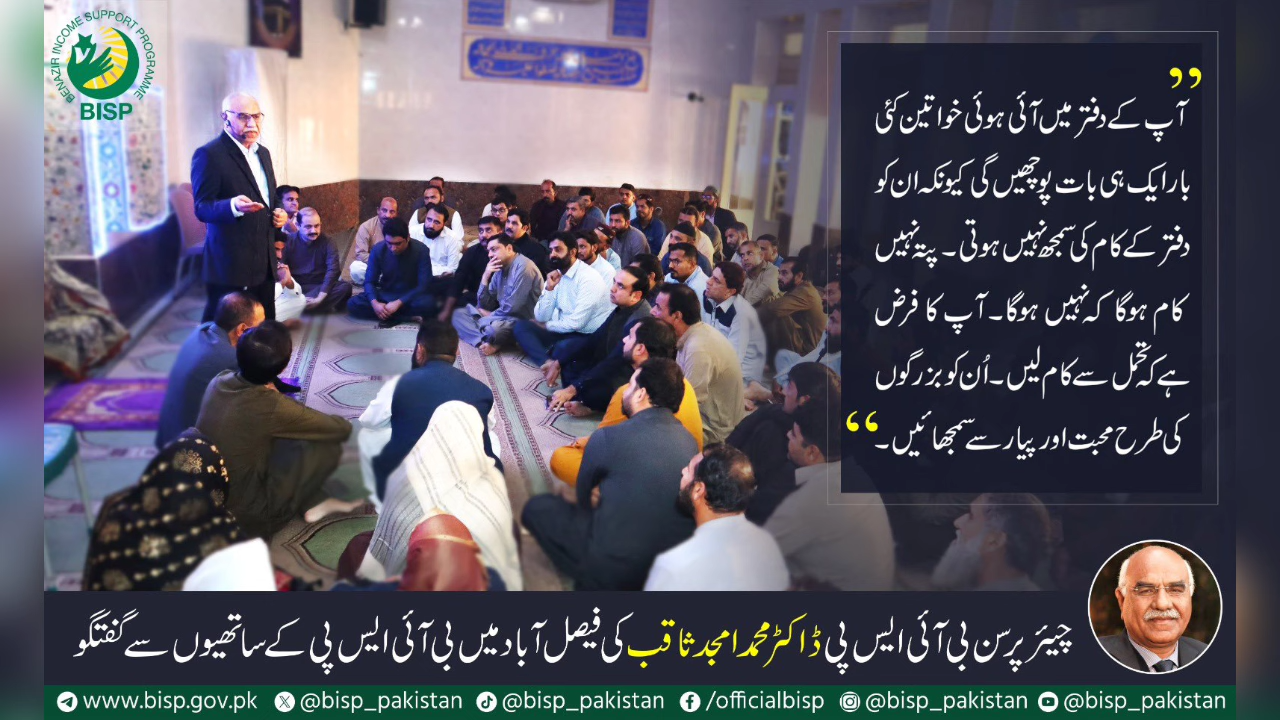 BENAZIR INCOME SUPPORT PROGRAMME
BISP
”
آپ کے دفتر میں آئی ہوئی خواتین کئی
بار ایک ہی بات پوچھیں گی کیونکہ ان کو
دفتر کے کام کی سمجھ نہیں ہوتی۔ پتہ نہیں
کام ہوگا کہ نہیں ہوگا۔ آپ کا فرض
ہے کہ تحمل سے کام لیں۔ اُن کو بزرگوں
کی طرح محبت اور پیار سے سمجھائیں۔
“
چیئرپرسن بی آئی ایس پی ڈاکٹر محمد امجد ثاقب کی فیصل آباد میں بی آئی ایس پی کے ساتھیوں سے گفتگو
www.bisp.gov.pk @bisp_pakistan @bisp_pakistan /officialbisp @bisp_pakistan @bisp_pakistan